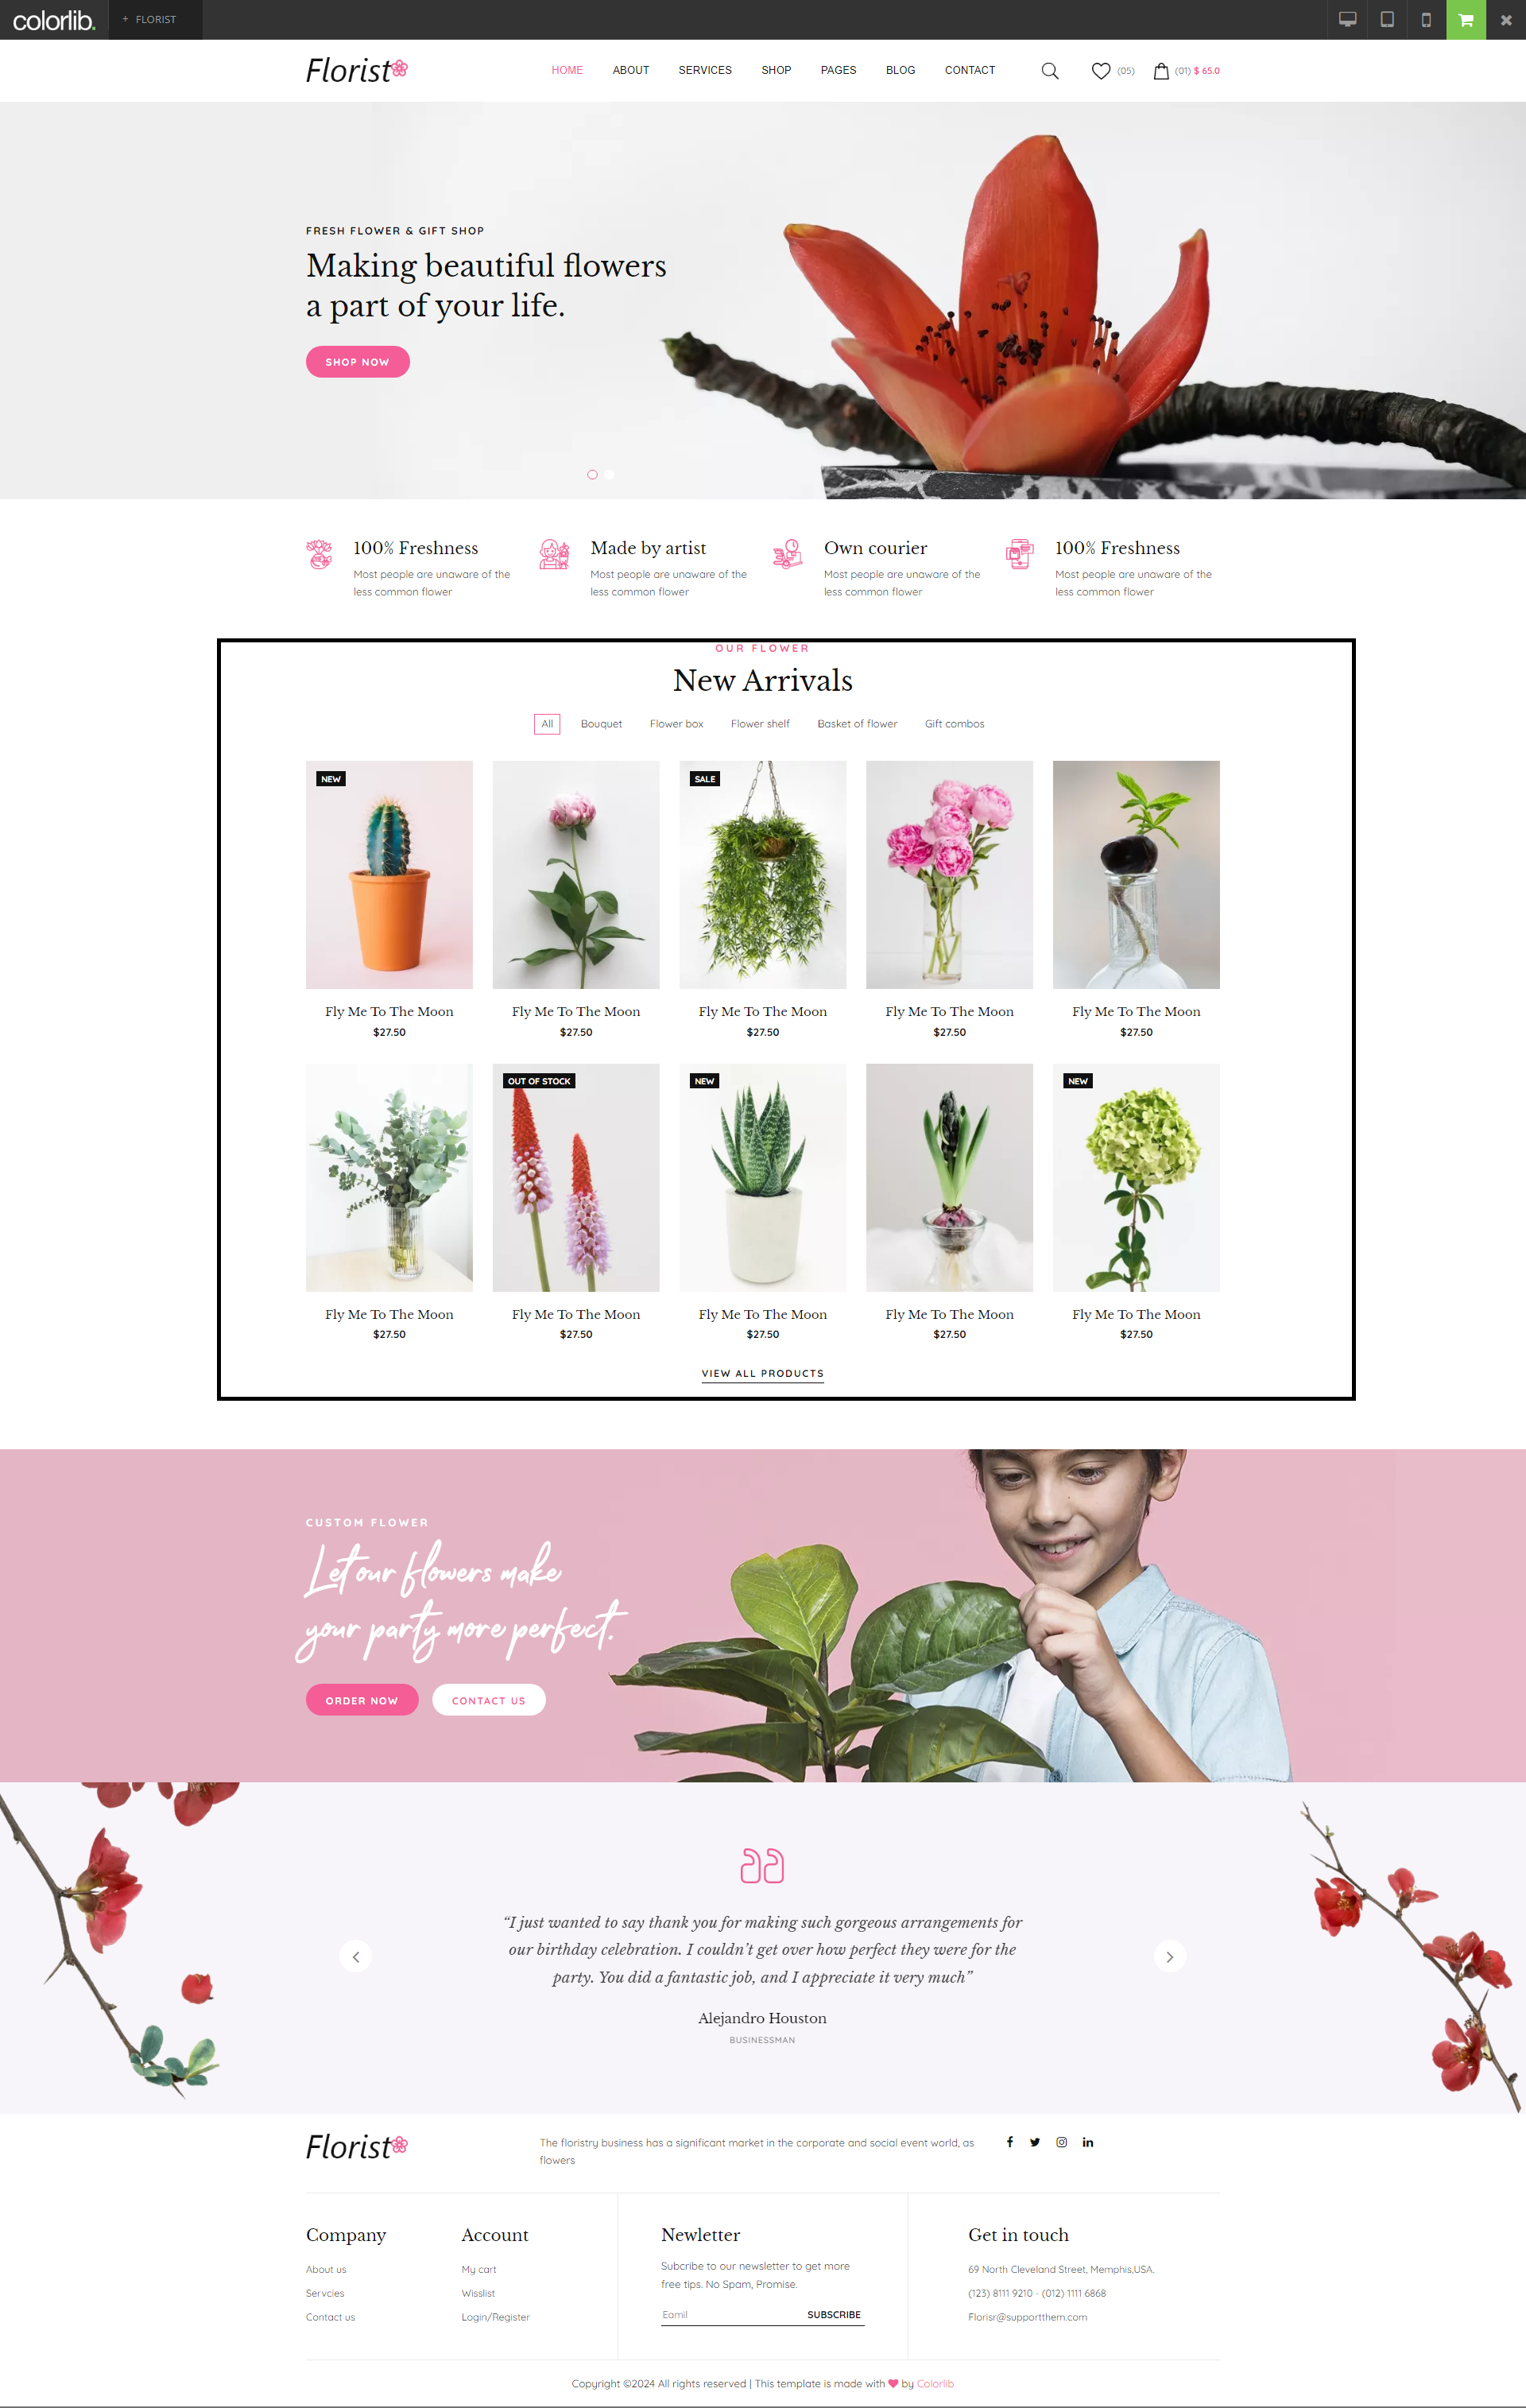 colorlib.
+ FLORIST
Florist
HOME ABOUT SERVICES SHOP PAGES BLOG CONTACT
(05)
(01) $ 65.0
FRESH FLOWER & GIFT SHOP
Making beautiful flowers
a part of your life.
SHOP NOW
100% Freshness
Most people are unaware of the
less common flower
Made by artist
Most people are unaware of the
less common flower
Own courier
Most people are unaware of the
less common flower
100% Freshness
Most people are unaware of the
less common flower
OUR FLOWER
New Arrivals
All Bouquet Flower box Flower shelf Basket of flower Gift combos
NEW
SALE
Fly Me To The Moon
$27.50
Fly Me To The Moon
$27.50
Fly Me To The Moon
$27.50
Fly Me To The Moon
$27.50
Fly Me To The Moon
$27.50
OUT OF STOCK
NEW
NEW
Fly Me To The Moon
$27.50
Fly Me To The Moon
$27.50
Fly Me To The Moon
$27.50
Fly Me To The Moon
$27.50
Fly Me To The Moon
$27.50
VIEW ALL PRODUCTS
CUSTOM FLOWER
Let our flowers make
your party more perfect.
ORDER NOW
CONTACT US
“I just wanted to say thank you for making such gorgeous arrangements for
our birthday celebration. I couldn’t get over how perfect they were for the
party. You did a fantastic job, and I appreciate it very much”
Alejandro Houston
BUSINESSMAN
Florist
The floristry business has a significant market in the corporate and social event world, as
flowers
Company
About us
Servcies
Contact us
Account
My cart
Wisslist
Login/Register
Newletter
Subcribe to our newsletter to get more
free tips. No Spam, Promise.
Eamil
SUBSCRIBE
Get in touch
69 North Cleveland Street, Memphis,USA.
(123) 8111 9210 - (012) 1111 6868
Florisr@supportthem.com
Copyright ©2024 All rights reserved | This template is made with ♥ by Colorlib